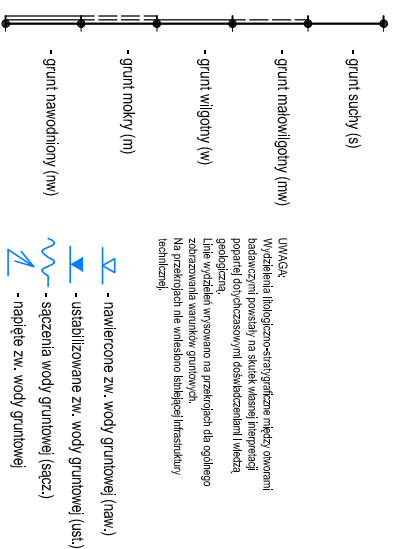 - grunt suchy (s)
- grunt małowilgotny (mw)
- grunt wilgotny (w)
- grunt mokry (m)
- grunt nawodniony (nw)
UWAGA:
Wydzielenia litologiczno-stratygraficzne między otworami
badawczymi powstały na skutek własnej interpretacji
popartej dotychczasowymi doświadczeniami i wiedzą
geologiczną.
Linie wydzieleń wrysowano na przekrojach dla ogólnego
zobrazowania warunków gruntowych.
Na przekrojach nie wniesiono istniejącej infrastruktury
technicznej.
- nawiercone zw. wody gruntowej (naw.)
- ustabilizowane zw. wody gruntowej (ust.)
- sączenia wody gruntowej (sącz.)
- napięte zw. wody gruntowej